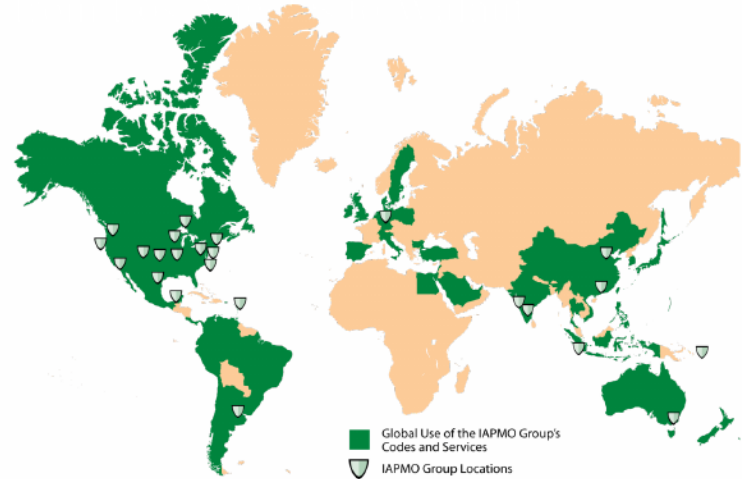 Global Use of the IAPMO Group's
Codes and Services
IAPMO Group Locations